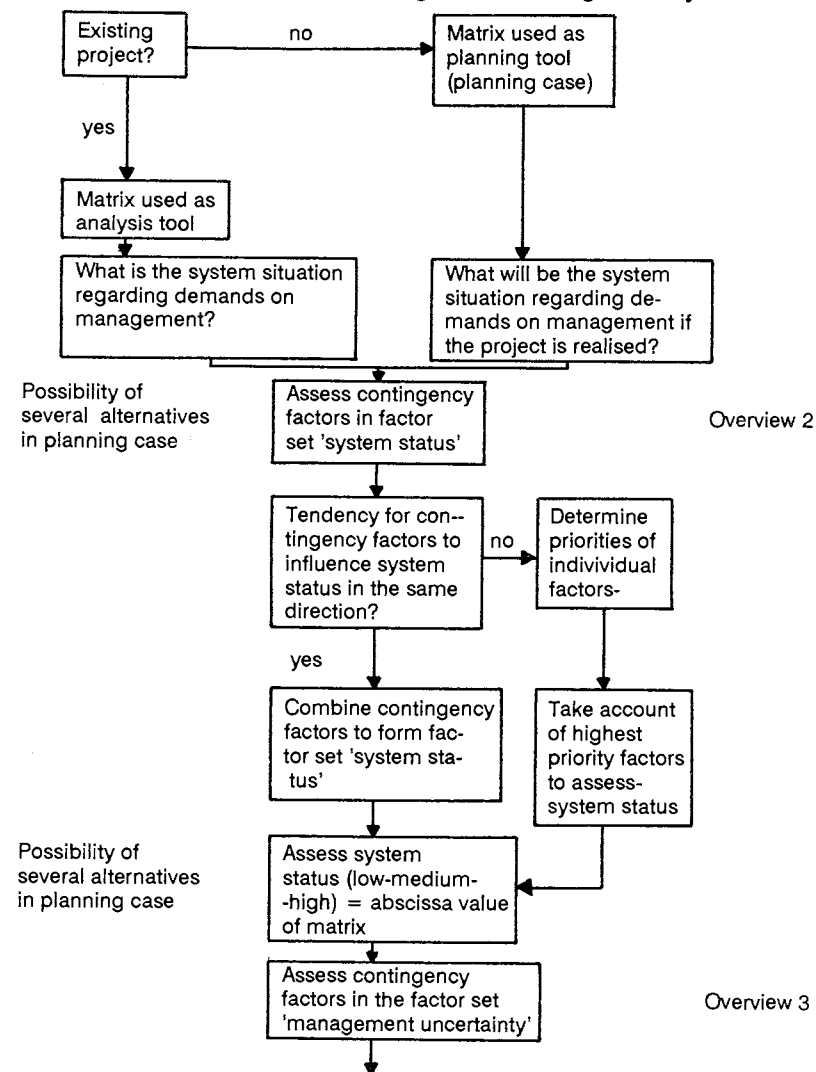 Existing
project?
no
Matrix used as
planning tool
(planning case)
yes
Matrix used as
analysis tool
What is the system situation
regarding demands on
management?
What will be the system
situation regarding de-
mands on management if
the project is realised?
Possibility of
several alternatives
in planning case
Assess contingency
factors in factor
set 'system status'
Overview 2
Tendency for con--
tingency factors to
influence system
status in the same
direction?
no
Determine
priorities of
indivividual
factors-
yes
Combine contingency
factors to form fac-
tor set 'system sta-
tus'
Take account
of highest
priority factors
to assess-
system status
Possibility of
several alternatives
in planning case
Assess system
status (low-medium-
-high) = abscissa value
of matrix
Assess contingency
factors in the factor set
'management uncertainty'
Overview 3